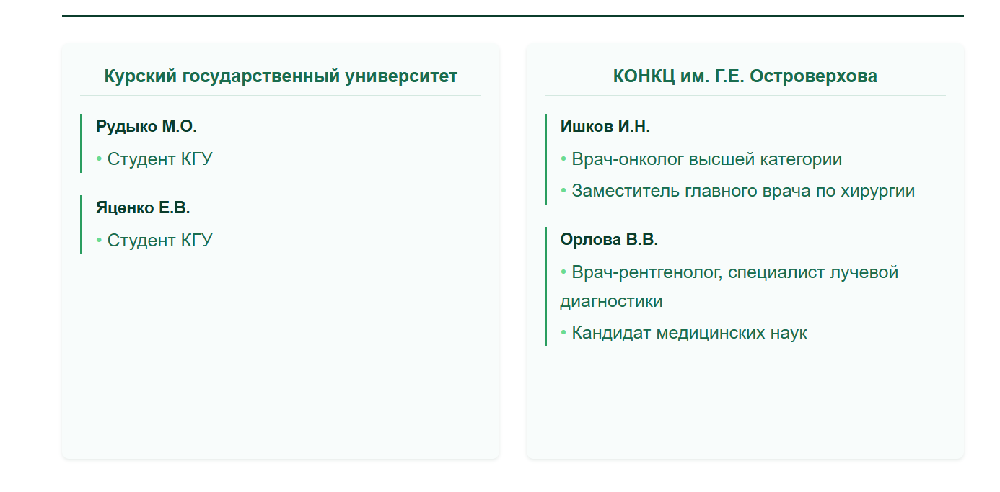 Курский государственный университет
Рудыко М.О.
• Студент КГУ
Яценко Е.В.
• Студент КГУ
КОНКЦ им. Г.Е. Островерхова
Ишков И.Н.
• Врач-онколог высшей категории
• Заместитель главного врача по хирургии
Орлова В.В.
• Врач-рентгенолог, специалист лучевой
диагностики
• Кандидат медицинских наук